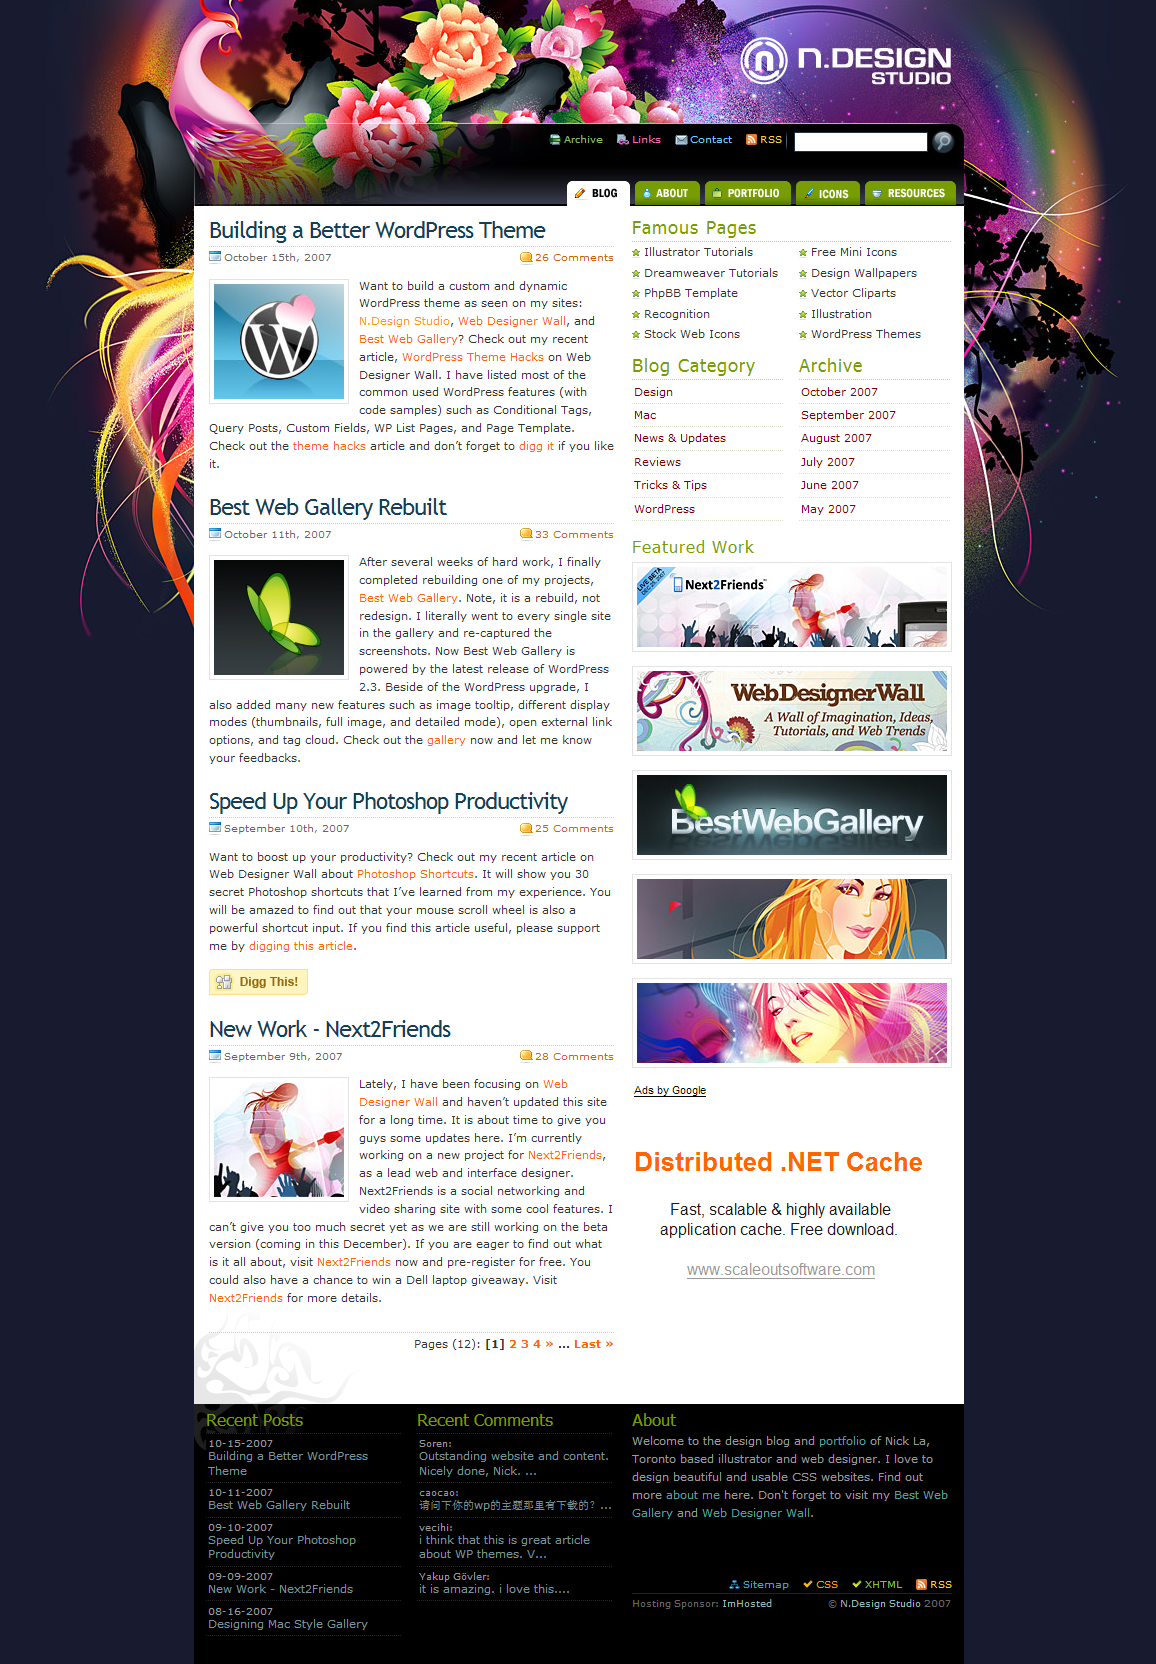 N.DESIGN
STUDIO
Archive Links Contact RSS
BLOG ABOUT PORTFOLIO ICONS RESOURCES
Building a Better WordPress Theme
October 15th, 2007 26 Comments
Want to build a custom and dynamic
WordPress theme as seen on my sites:
N.Design Studio, Web Designer Wall, and
Best Web Gallery? Check out my recent
article, WordPress Theme Hacks on Web
Designer Wall. I have listed most of the
common used WordPress features (with
code samples) such as Conditional Tags,
Query Posts, Custom Fields, WP List Pages, and Page Template.
Check out the theme hacks article and don't forget to digg it if you like
it.
Best Web Gallery Rebuilt
October 11th, 2007 33 Comments
After several weeks of hard work, I finally
completed rebuilding one of my projects,
Best Web Gallery. Note, it is a rebuild, not
redesign. I literally went to every single site
in the gallery and re-captured the
screenshots. Now Best Web Gallery is
powered by the latest release of WordPress
2.3. Beside of the WordPress upgrade, I
also added many new features such as image tooltip, different display
modes (thumbnails, full image, and detailed mode), open external link
options, and tag cloud. Check out the gallery now and let me know
your feedbacks.
Speed Up Your Photoshop Productivity
September 10th, 2007 25 Comments
Want to boost up your productivity? Check out my recent article on
Web Designer Wall about Photoshop Shortcuts. It will show you 30
secret Photoshop shortcuts that I've learned from my experience. You
will be amazed to find out that your mouse scroll wheel is also a
powerful shortcut input. If you find this article useful, please support
me by digging this article.
Digg This!
New Work - Next2Friends
September 9th, 2007 28 Comments
Lately, I have been focusing on Web
Designer Wall and haven't updated this site
for a long time. It is about time to give you
guys some updates here. I'm currently
working on a new project for Next2Friends,
as a lead web and interface designer.
Next2Friends is a social networking and
video sharing site with some cool features. I
can't give you too much secret yet as we are still working on the beta
version (coming in this December). If you are eager to find out what
is it all about, visit Next2Friends now and pre-register for free. You
could also have a chance to win a Dell laptop giveaway. Visit
Next2Friends for more details.
Pages (12): [1] 2 3 4 » ... Last »
Famous Pages
Illustrator Tutorials Free Mini Icons
Dreamweaver Tutorials Design Wallpapers
PhpBB Template Vector Cliparts
Recognition Illustration
Stock Web Icons WordPress Themes
Blog Category
Design
Mac
News & Updates
Reviews
Tricks & Tips
WordPress
Archive
October 2007
September 2007
August 2007
July 2007
June 2007
May 2007
Featured Work
LIVE BETA
Next2Friends
WebDesignerWall
A Wall of Imagination, Ideas,
Tutorials, and Web Trends
BestWebGallery
Ads by Google
Distributed .NET Cache
Fast, scalable & highly available
application cache. Free download.
www.scaleoutsoftware.com
Recent Posts
10-15-2007
Building a Better WordPress
Theme
10-11-2007
Best Web Gallery Rebuilt
09-10-2007
Speed Up Your Photoshop
Productivity
09-09-2007
New Work - Next2Friends
08-16-2007
Designing Mac Style Gallery
Recent Comments
Soren:
Outstanding website and content.
Nicely done, Nick. ...
caocao:
请问下你的wp的主题那里有下载的? ...
vecihi:
i think that this is great article
about WP themes. V...
Yakup Gövler:
it is amazing. i love this....
About
Welcome to the design blog and portfolio of Nick La,
Toronto based illustrator and web designer. I love to
design beautiful and usable CSS websites. Find out
more about me here. Don't forget to visit my Best Web
Gallery and Web Designer Wall.
Sitemap CSS XHTML RSS
Hosting Sponsor: ImHosted © N.Design Studio 2007